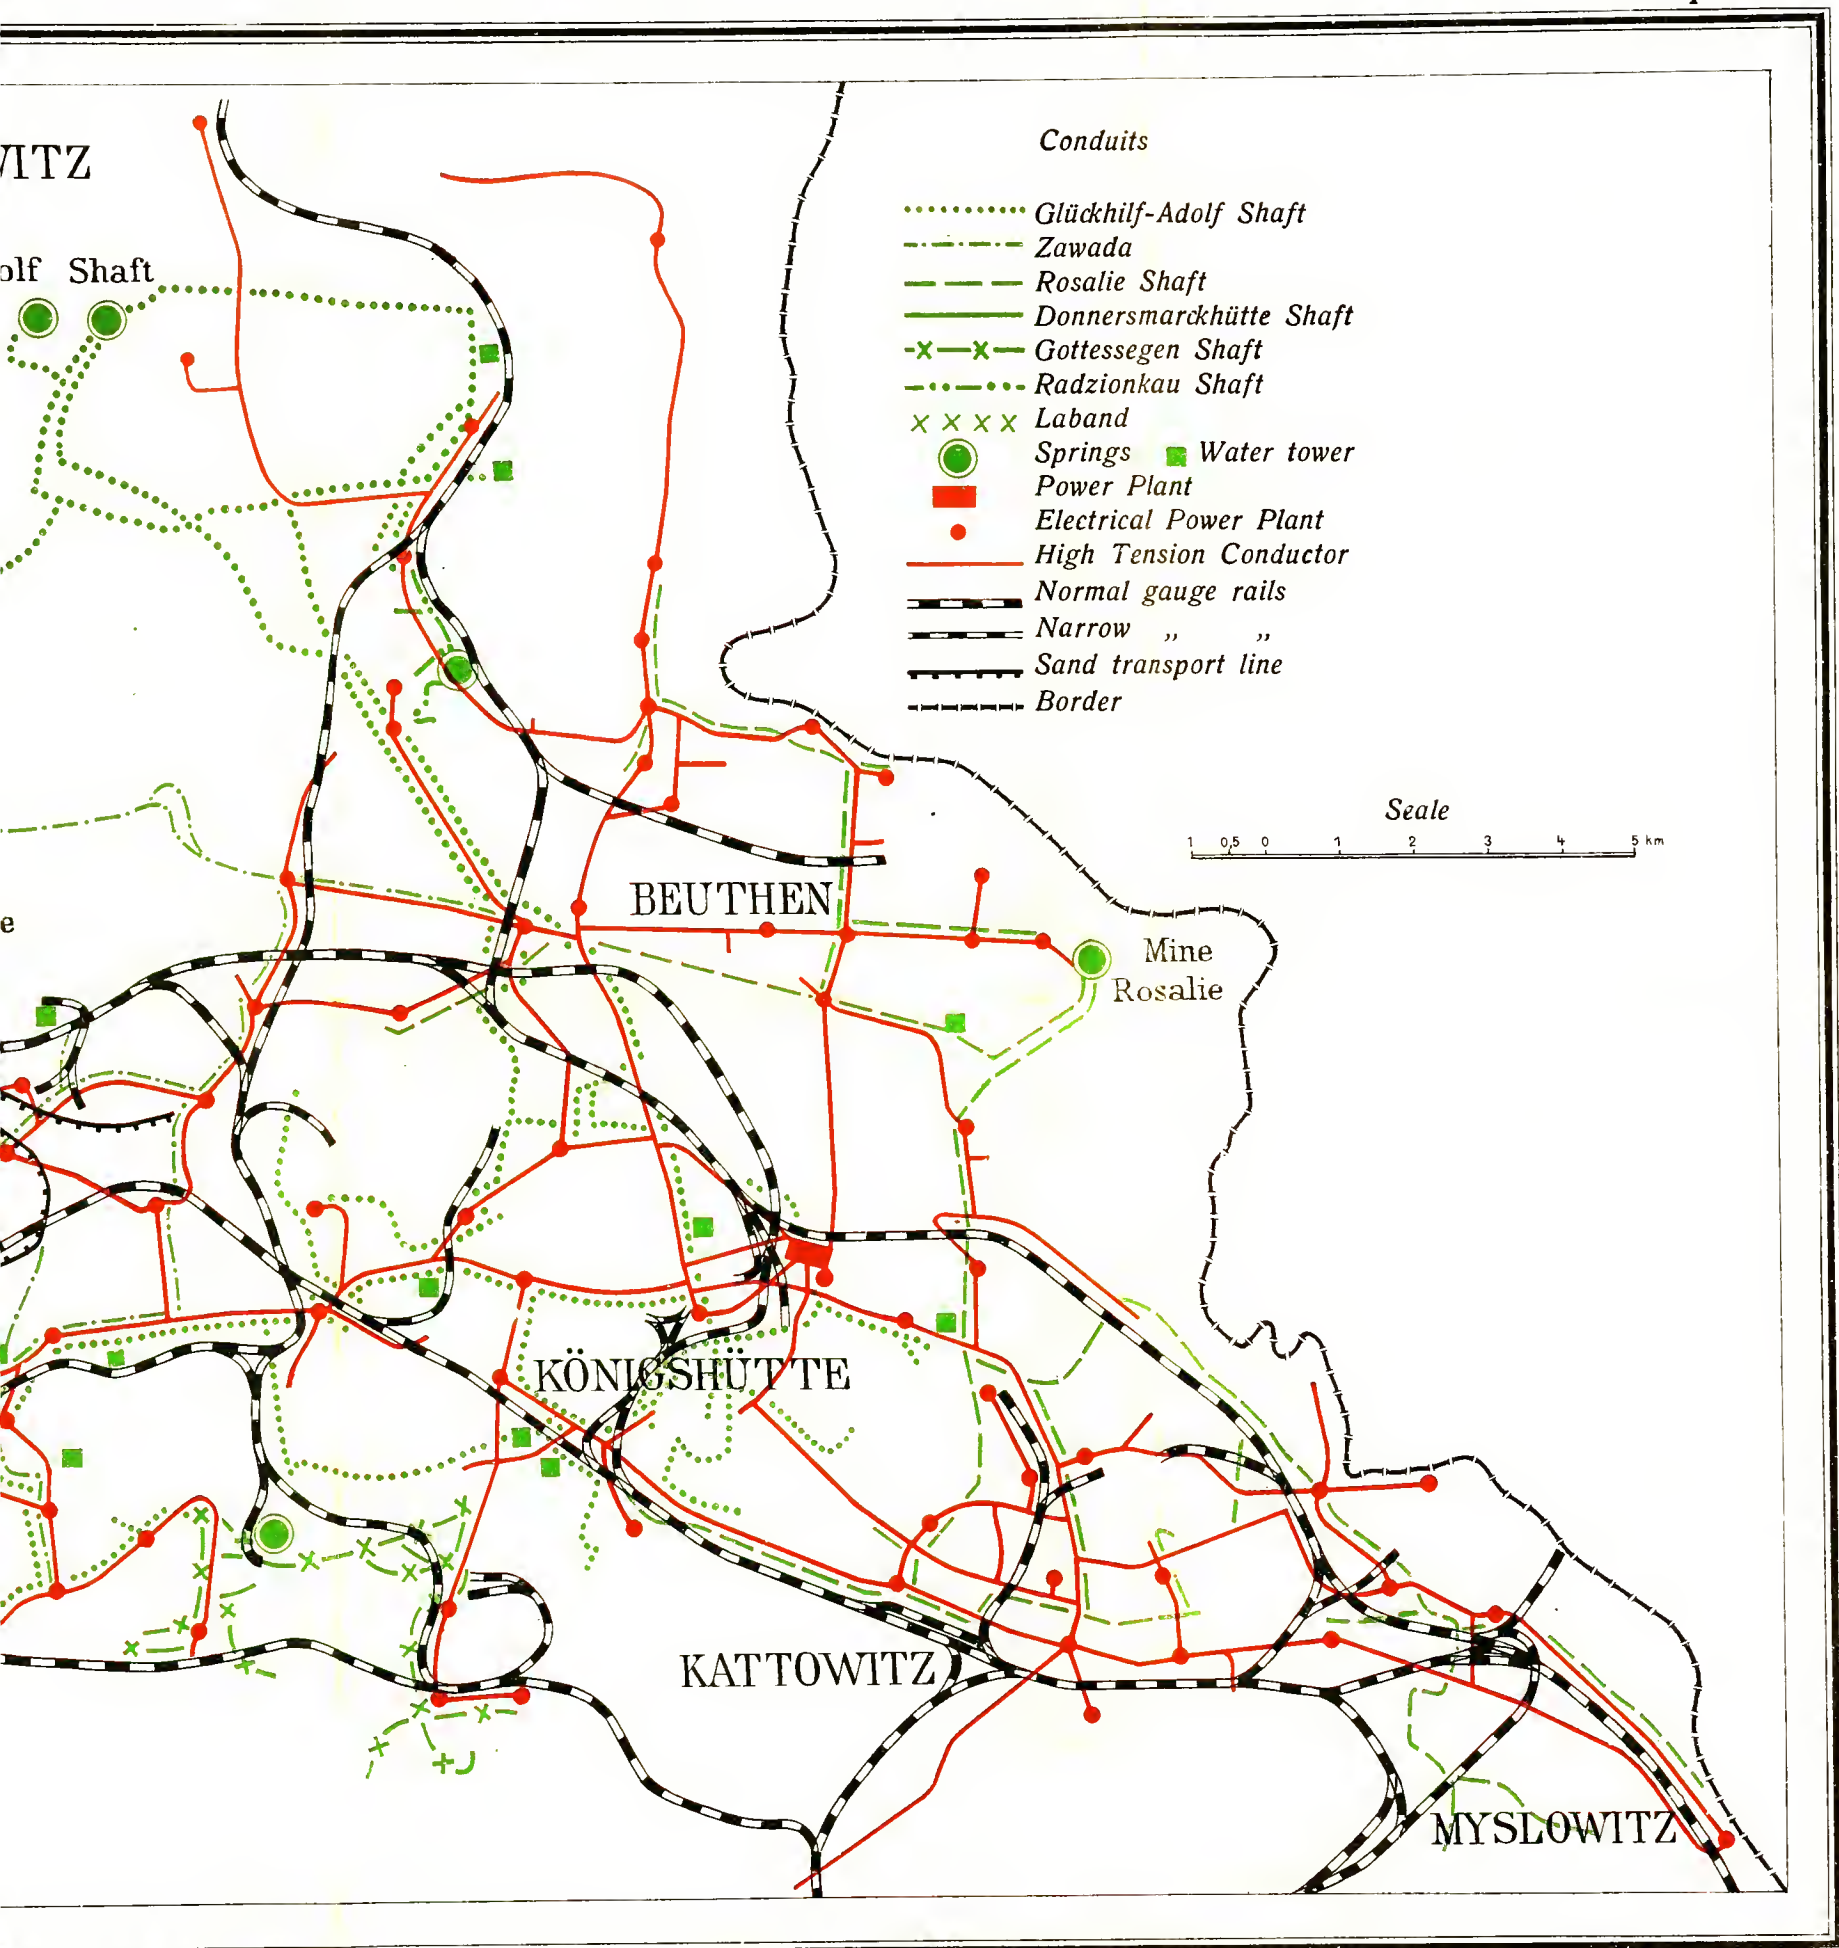 Conduits
Glückhilf-Adolf Shaft
Zawada
Rosalie Shaft
Donnersmarckhütte Shaft
Gottessegen Shaft
Radzionkau Shaft
Laband
Springs Water tower
Power Plant
Electrical Power Plant
High Tension Conductor
Normal gauge rails
Narrow „ „
Sand transport line
Border
Seale
1 0,5 0 1 2 3 4 5 km
VITZ
olf Shaft
e
BEUTHEN
Mine
Rosalie
KÖNIGSHÜTTE
KATTOWITZ
MYSLOWITZ